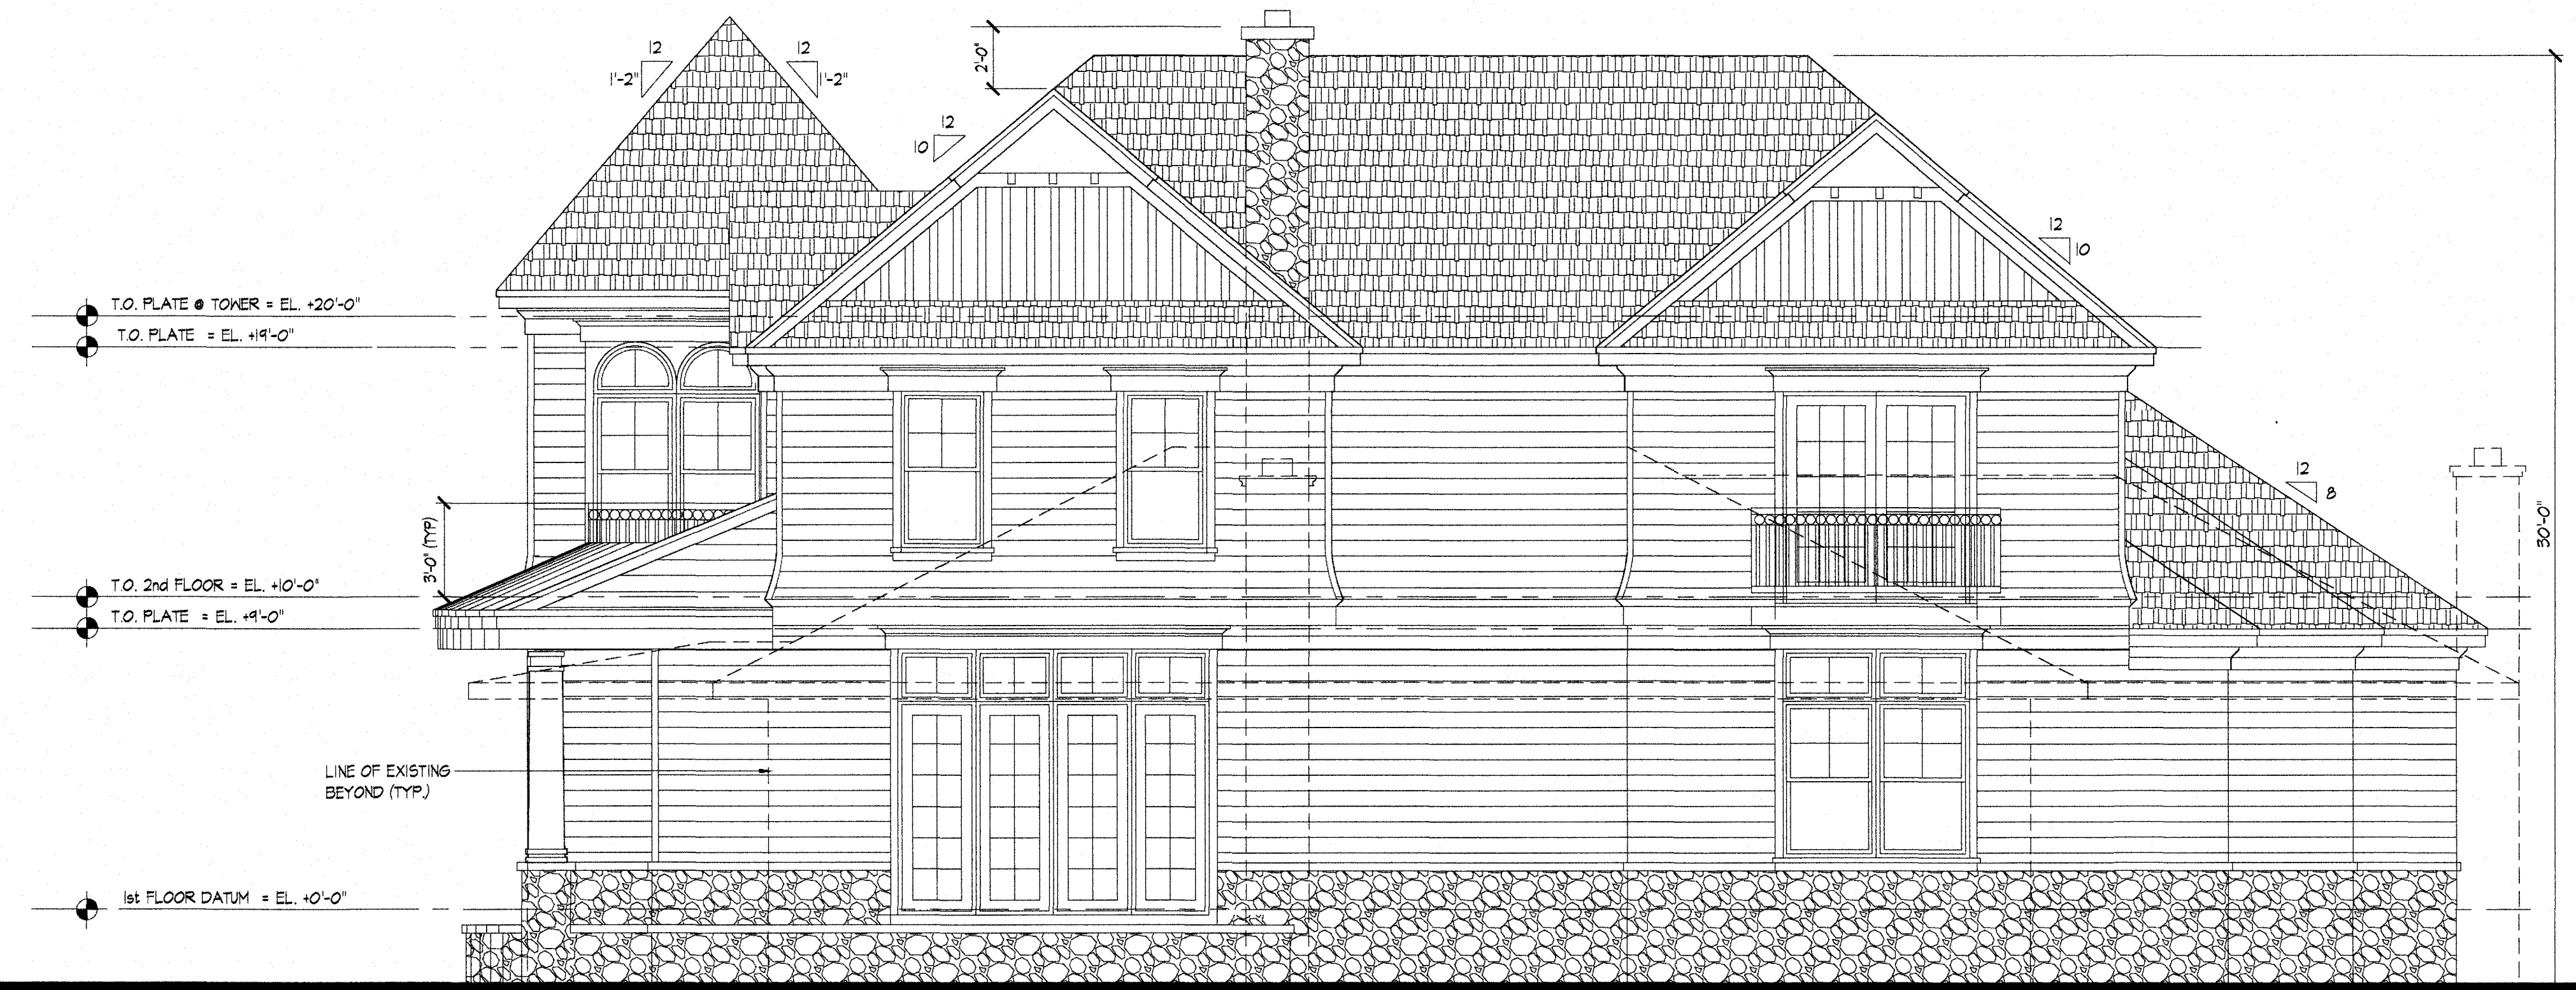 12
12
1'-2"
1'-2"
2'-0"
12
10
12
10
T.O. PLATE @ TOWER = EL. +20'-0"
T.O. PLATE = EL. +19'-0"
12
8
30'-0"
3'-0" (TYP)
T.O. 2nd FLOOR = EL. +10'-0"
T.O. PLATE = EL. +9'-0"
LINE OF EXISTING
BEYOND (TYP.)
1st FLOOR DATUM = EL. +0'-0"